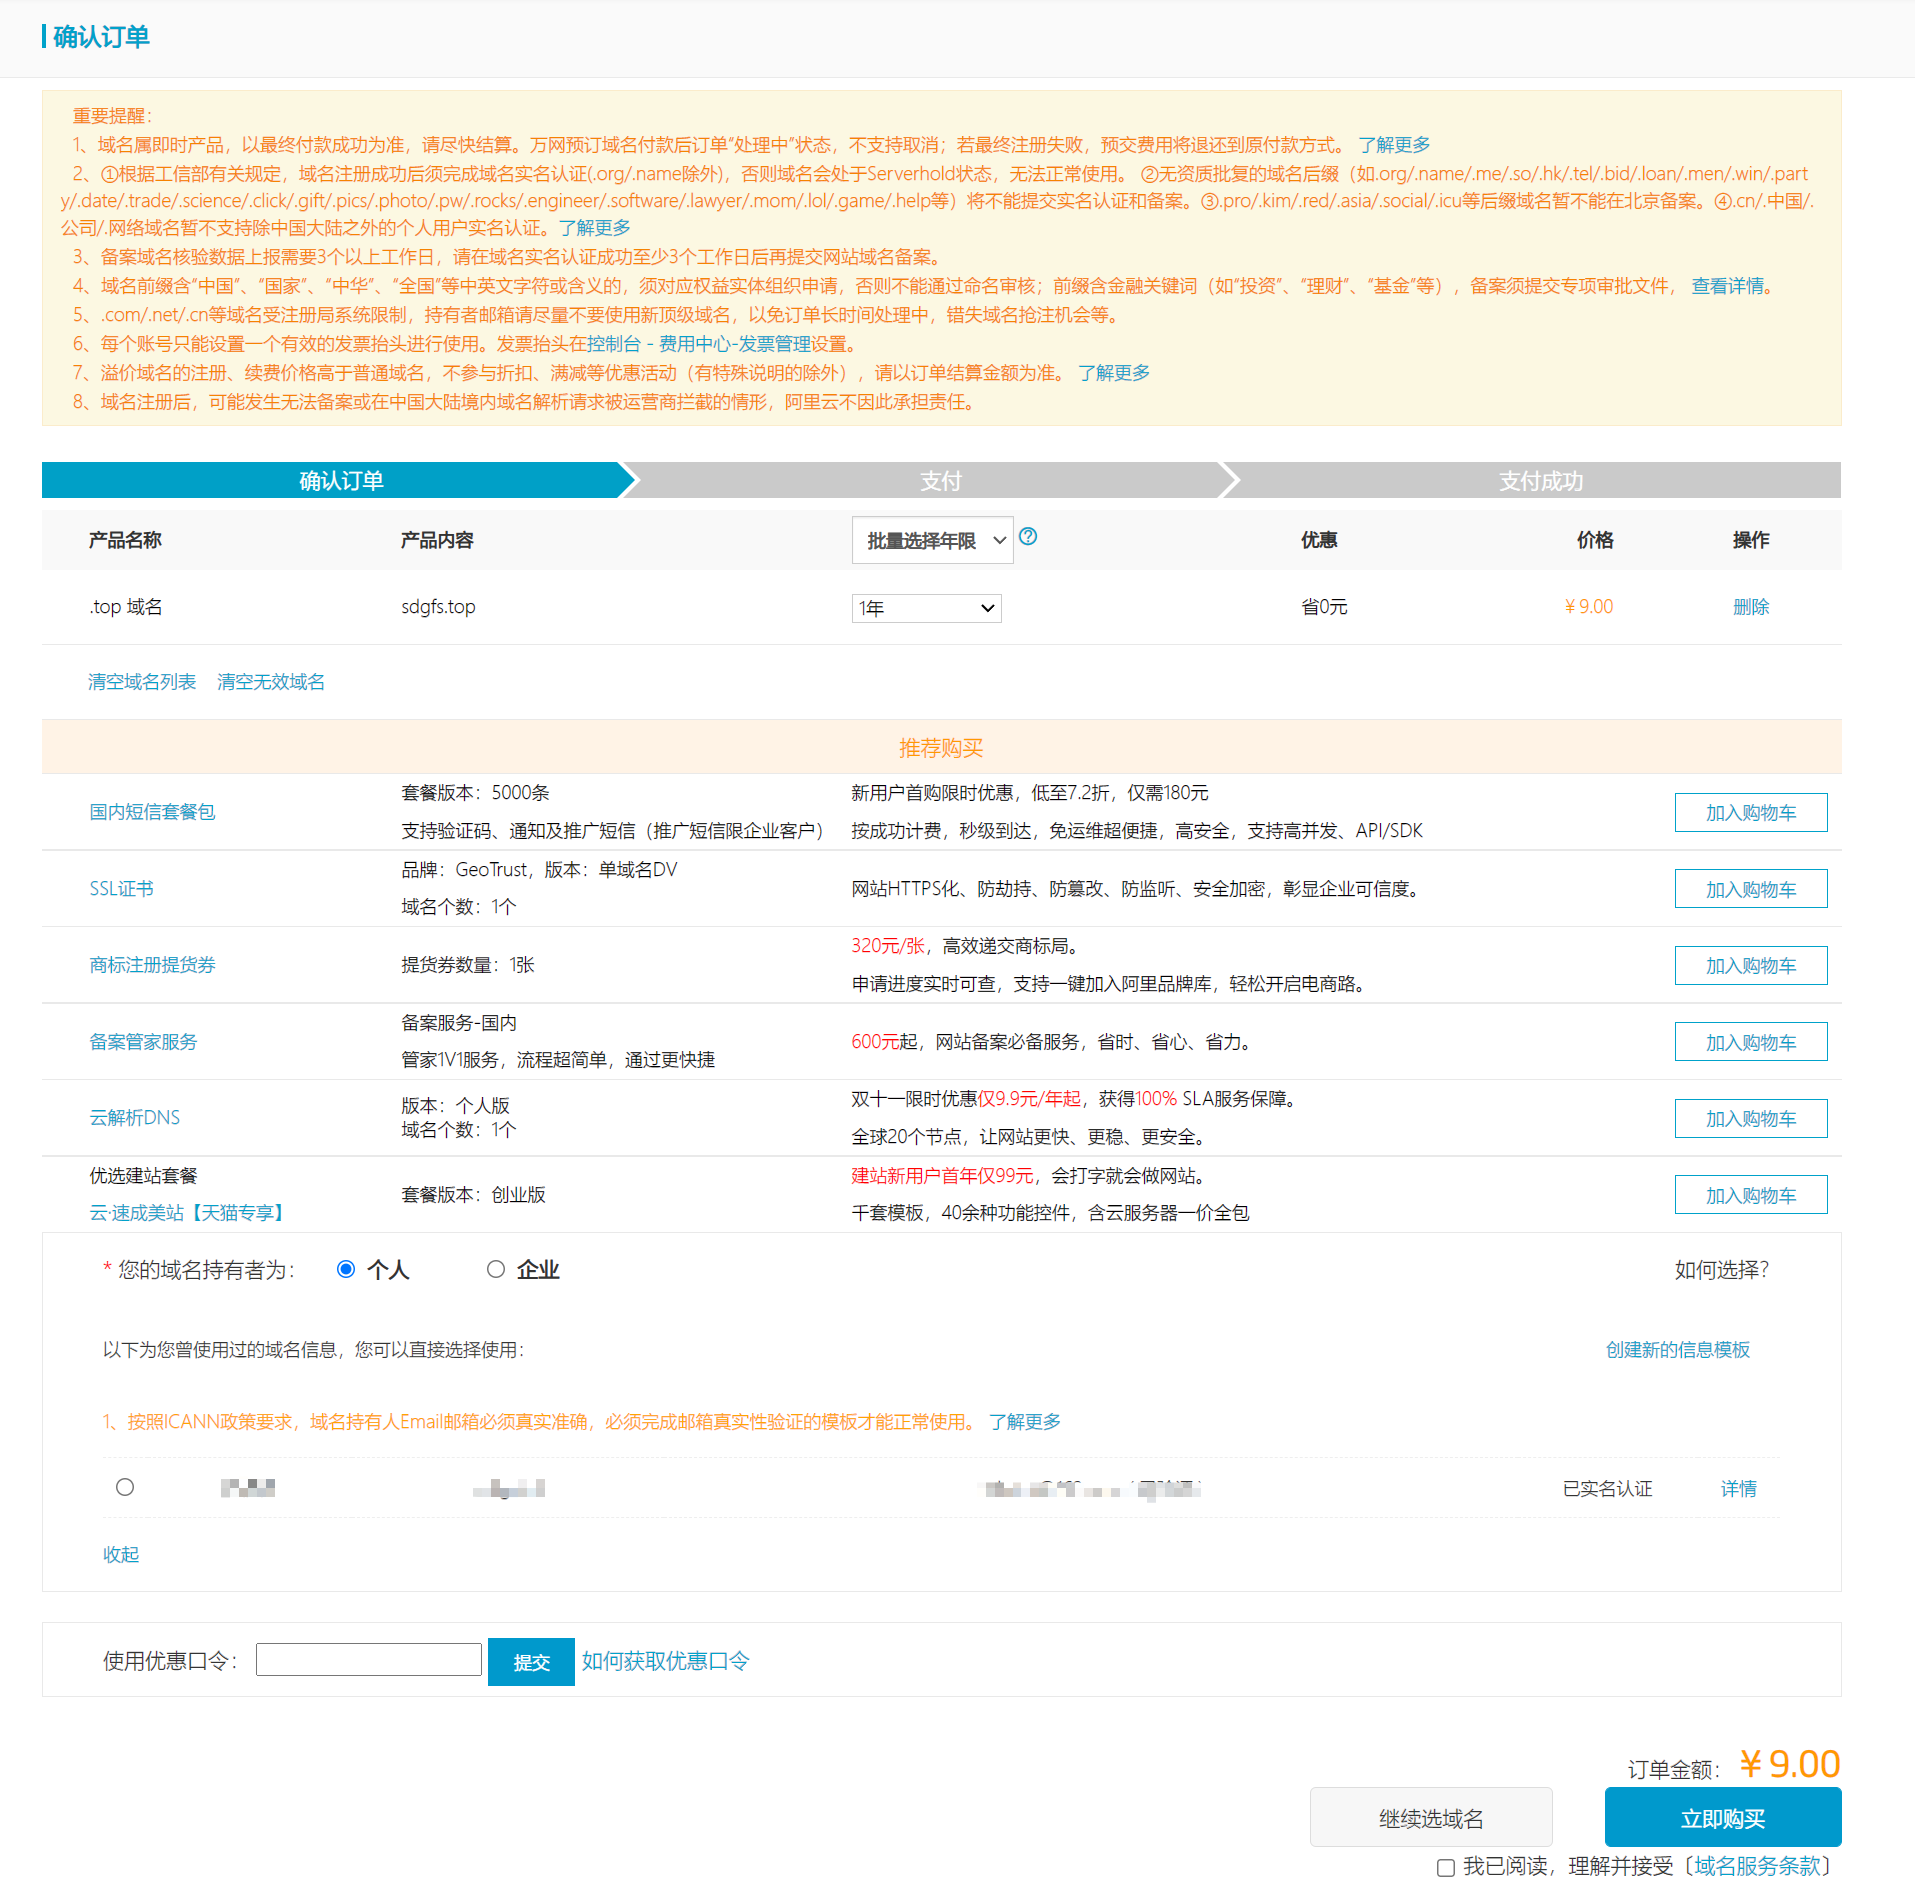 确认订单
重要提醒：
1、域名属即时产品，以最终付款成功为准，请尽快结算。万网预订域名付款后订单“处理中”状态，不支持取消；若最终注册失败，预交费用将退还到原付款方式。 了解更多
2、①根据工信部有关规定，域名注册成功后须完成域名实名认证(.org/.name除外)，否则域名会处于Serverhold状态，无法正常使用。 ②无资质批复的域名后缀（如.org/.name/.me/.so/.hk/.tel/.bid/.loan/.men/.win/.part
y/.date/.trade/.science/.click/.gift/.pics/.photo/.pw/.rocks/.engineer/.software/.lawyer/.mom/.lol/.game/.help等）将不能提交实名认证和备案。③.pro/.kim/.red/.asia/.social/.icu等后缀域名暂不能在北京备案。④.cn/.中国/.
公司/.网络域名暂不支持除中国大陆之外的个人用户实名认证。了解更多
3、备案域名核验数据上报需要3个以上工作日，请在域名实名认证成功至少3个工作日后再提交网站域名备案。
4、域名前缀含“中国”、“国家”、“中华”、“全国”等中英文字符或含义的，须对应权益实体组织申请，否则不能通过命名审核；前缀含金融关键词（如“投资”、“理财”、“基金”等），备案须提交专项审批文件， 查看详情。
5、.com/.net/.cn等域名受注册局系统限制，持有者邮箱请尽量不要使用新顶级域名，以免订单长时间处理中，错失域名抢注机会等。
6、每个账号只能设置一个有效的发票抬头进行使用。发票抬头在控制台 - 费用中心-发票管理设置。
7、溢价域名的注册、续费价格高于普通域名，不参与折扣、满减等优惠活动（有特殊说明的除外），请以订单结算金额为准。 了解更多
8、域名注册后，可能发生无法备案或在中国大陆境内域名解析请求被运营商拦截的情形，阿里云不因此承担责任。
确认订单 支付 支付成功
产品名称 产品内容 批量选择年限 ? 优惠 价格 操作
.top 域名 sdgfs.top 1年 省0元 ¥ 9.00 删除
清空域名列表 清空无效域名
推荐购买
国内短信套餐包 套餐版本：5000条 新用户首购限时优惠，低至7.2折，仅需180元 加入购物车
支持验证码、通知及推广短信（推广短信限企业客户） 按成功计费，秒级到达，免运维超便捷，高安全，支持高并发、API/SDK
SSL证书 品牌：GeoTrust，版本：单域名DV 网站HTTPS化、防劫持、防篡改、防监听、安全加密，彰显企业可信度。 加入购物车
域名个数：1个
商标注册提货券 提货券数量：1张 320元/张，高效递交商标局。 加入购物车
申请进度实时可查，支持一键加入阿里品牌库，轻松开启电商路。
备案管家服务 备案服务-国内 600元起，网站备案必备服务，省时、省心、省力。 加入购物车
管家1V1服务，流程超简单，通过更快捷
云解析DNS 版本：个人版 双十一限时优惠仅9.9元/年起，获得100% SLA服务保障。 加入购物车
域名个数：1个 全球20个节点，让网站更快、更稳、更安全。
优选建站套餐 套餐版本：创业版 建站新用户首年仅99元，会打字就会做网站。 加入购物车
云·速成美站【天猫专享】 千套模板，40余种功能控件，含云服务器一价全包
* 您的域名持有者为： 个人 企业 如何选择？
以下为您曾使用过的域名信息，您可以直接选择使用： 创建新的信息模板
1、按照ICANN政策要求，域名持有人Email邮箱必须真实准确，必须完成邮箱真实性验证的模板才能正常使用。 了解更多
已实名认证 详情
收起
使用优惠口令： 提交 如何获取优惠口令
订单金额： ¥ 9.00
继续选域名 立即购买
我已阅读，理解并接受〔域名服务条款〕